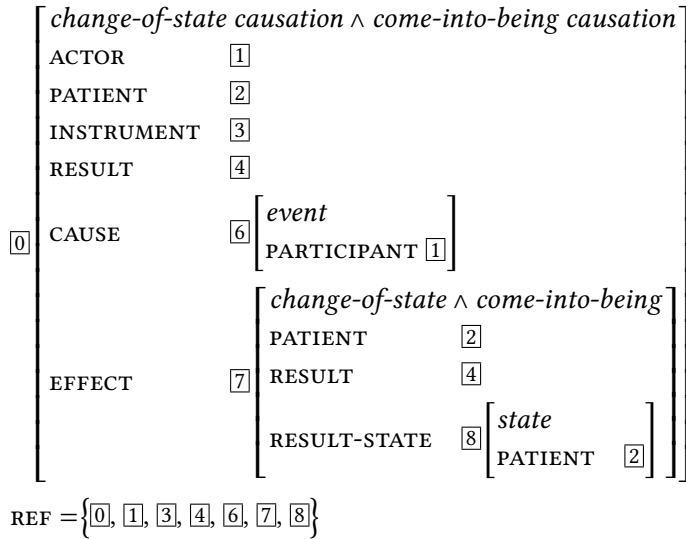 change-of-state causation ∧ come-into-being causation
ACTOR 1
PATIENT 2
INSTRUMENT 3
RESULT 4
0 CAUSE 6 event
PARTICIPANT 1
EFFECT 7 change-of-state ∧ come-into-being
PATIENT 2
RESULT 4
RESULT-STATE 8 state
PATIENT 2
REF = {0, 1, 3, 4, 6, 7, 8}